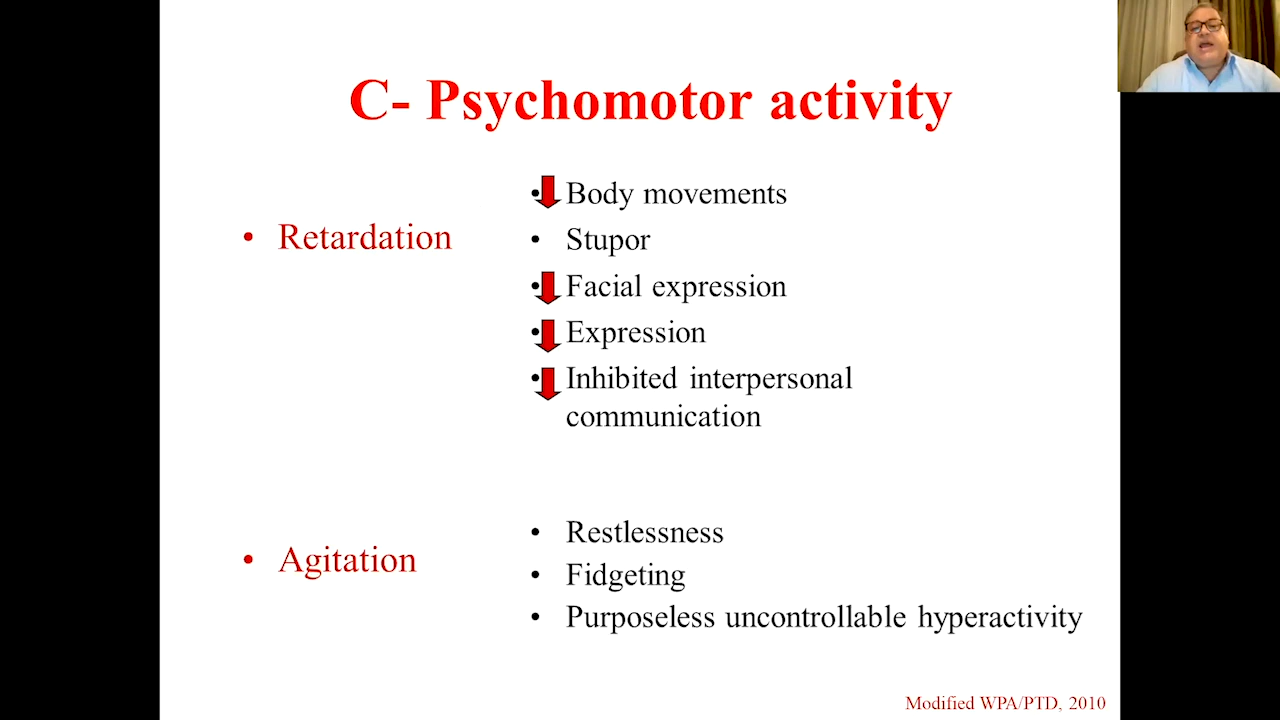 C- Psychomotor activity
• Retardation
• Body movements
• Stupor
• Facial expression
• Expression
• Inhibited interpersonal
communication
• Agitation
• Restlessness
• Fidgeting
• Purposeless uncontrollable hyperactivity
Modified WPA/PTD, 2010